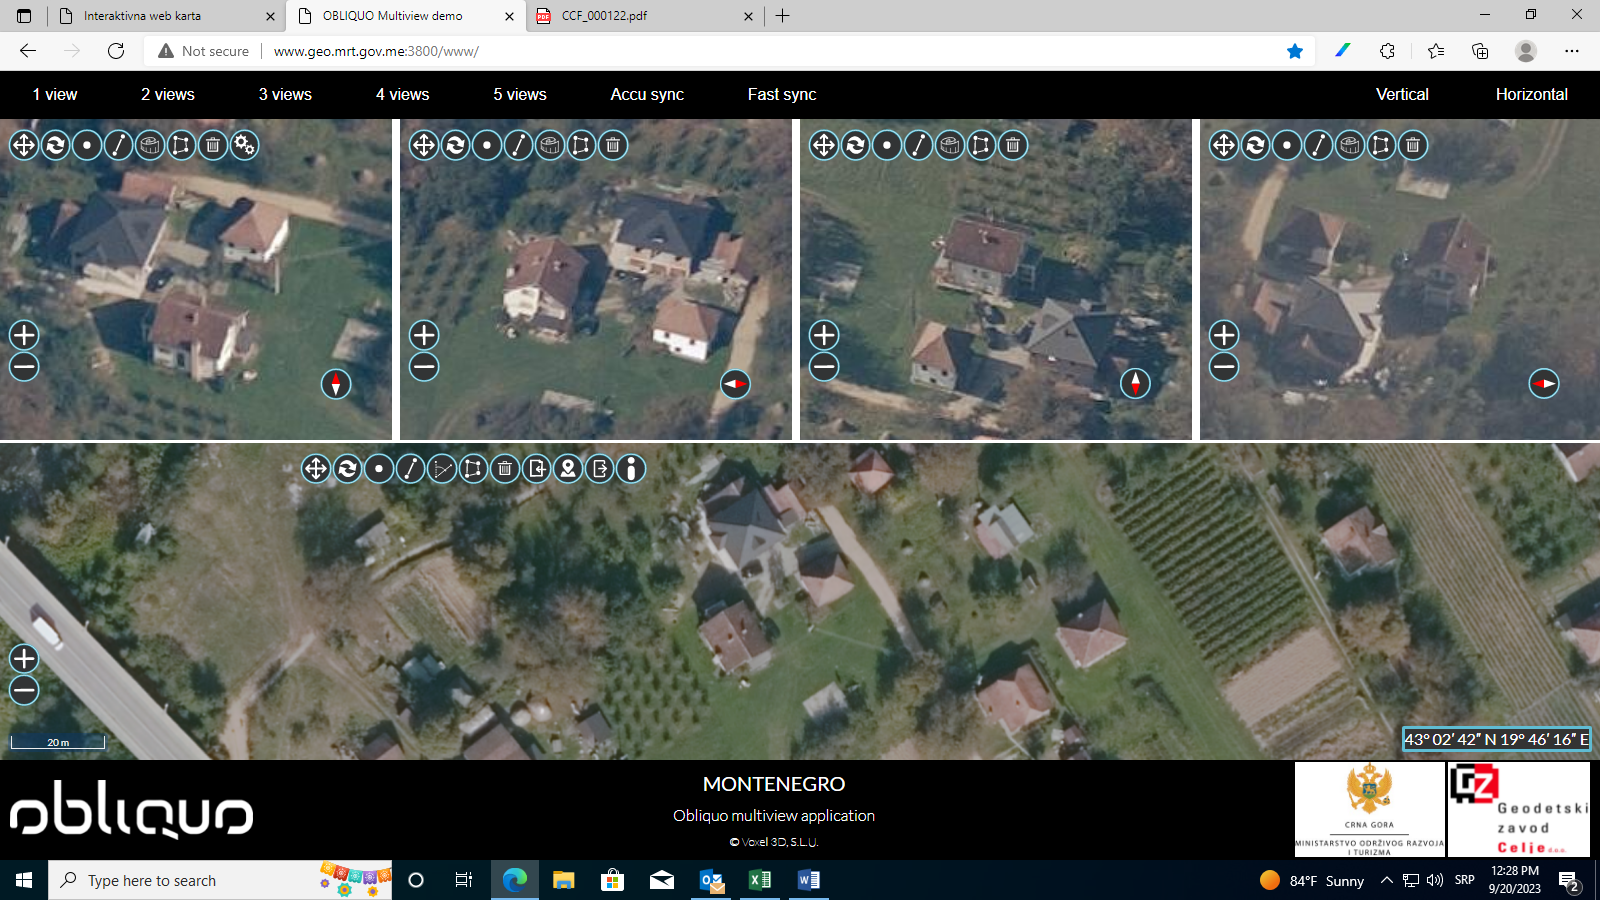 Interaktivna web karta
OBLIQUO Multiview demo
CCF_000122.pdf
Not secure
www.geo.mrt.gov.me:3800/www/
1 view
2 views
3 views
4 views
5 views
Accu sync
Fast sync
Vertical
Horizontal
20 m
43° 02′ 42″ N 19° 46′ 16″ E
obliquo
MONTENEGRO
Obliquo multiview application
© Voxel 3D, S.L.U.
CRNA GORA
MINISTARSTVO ODRŽIVOG RAZVOJA
I TURIZMA
GZ
Geodetski
zavod
Celje d.o.o.
Type here to search
84°F Sunny
SRP
12:28 PM
9/20/2023
2